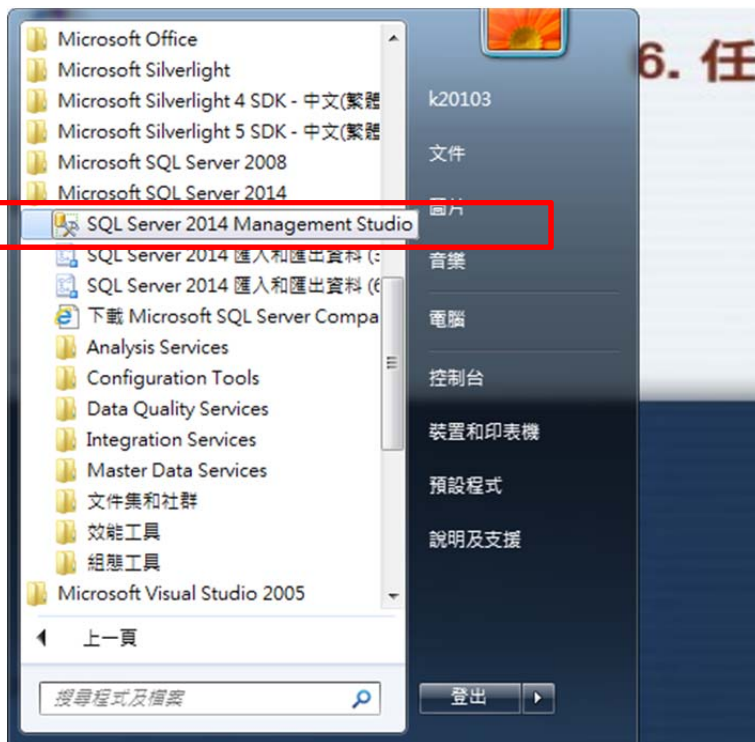 Microsoft Office
Microsoft Silverlight
Microsoft Silverlight 4 SDK - 中文(繁體
Microsoft Silverlight 5 SDK - 中文(繁體
Microsoft SQL Server 2008
Microsoft SQL Server 2014
SQL Server 2014 Management Studio
SQL Server 2014 匯入和匯出資料 (3
SQL Server 2014 匯入和匯出資料 (6
下載 Microsoft SQL Server Compa
Analysis Services
Configuration Tools
Data Quality Services
Integration Services
Master Data Services
文件集和社群
效能工具
組態工具
Microsoft Visual Studio 2005
上一頁
搜尋程式及檔案
k20103
文件
圖片
音樂
電腦
控制台
裝置和印表機
預設程式
說明及支援
登出
6. 任